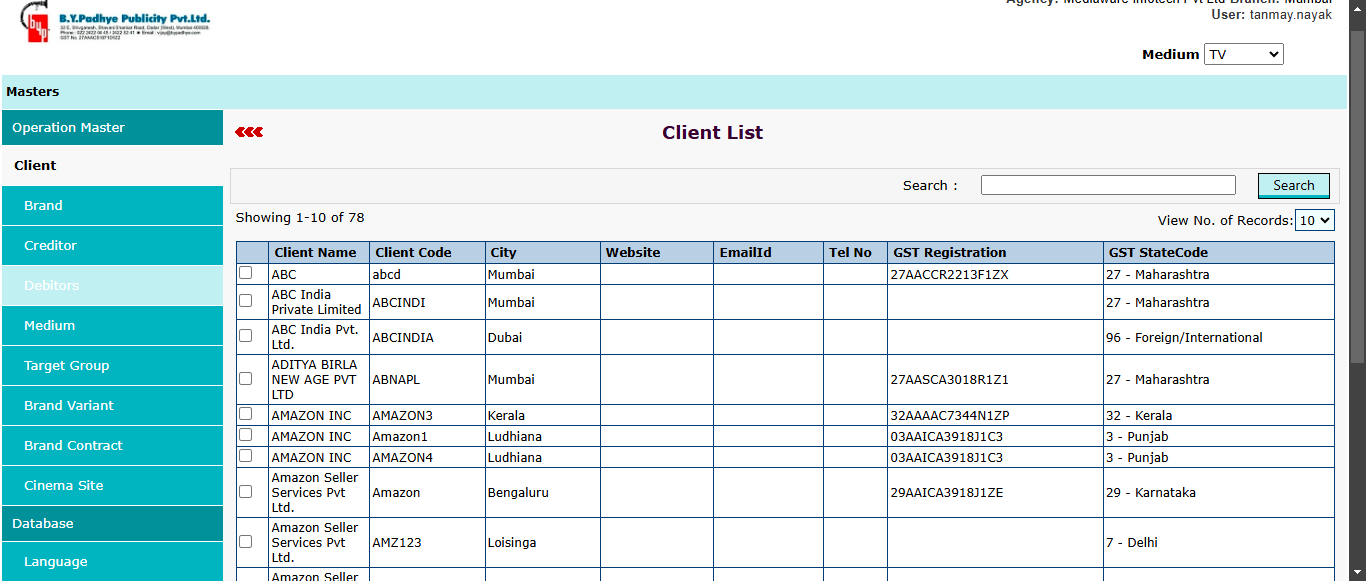 B.Y.Padhye Publicity Pvt.Ltd.
Agency: Mediaware Infotech Pvt Ltd Branch: Mumbai
User: tanmay.nayak
Medium TV
Masters
Operation Master
Client
Brand
Creditor
Debitors
Medium
Target Group
Brand Variant
Brand Contract
Cinema Site
Database
Language
Client List
Search :
Search
Showing 1-10 of 78
View No. of Records: 10
Client Name Client Code City Website EmailId Tel No GST Registration GST StateCode
ABC abcd Mumbai 27AACCR2213F1ZX 27 - Maharashtra
ABC India
Private Limited ABCINDI Mumbai 27 - Maharashtra
ABC India Pvt.
Ltd. ABCINDIA Dubai 96 - Foreign/International
ADITYA BIRLA
NEW AGE PVT
LTD ABNAPL Mumbai 27AASCA3018R1Z1 27 - Maharashtra
AMAZON INC AMAZON3 Kerala 32AAAAC7344N1ZP 32 - Kerala
AMAZON INC Amazon1 Ludhiana 03AAICA3918J1C3 3 - Punjab
AMAZON INC AMAZON4 Ludhiana 03AAICA3918J1C3 3 - Punjab
Amazon Seller
Services Pvt
Ltd. Amazon Bengaluru 29AAICA3918J1ZE 29 - Karnataka
Amazon Seller
Services Pvt
Ltd. AMZ123 Loisinga 7 - Delhi
Amazon Seller